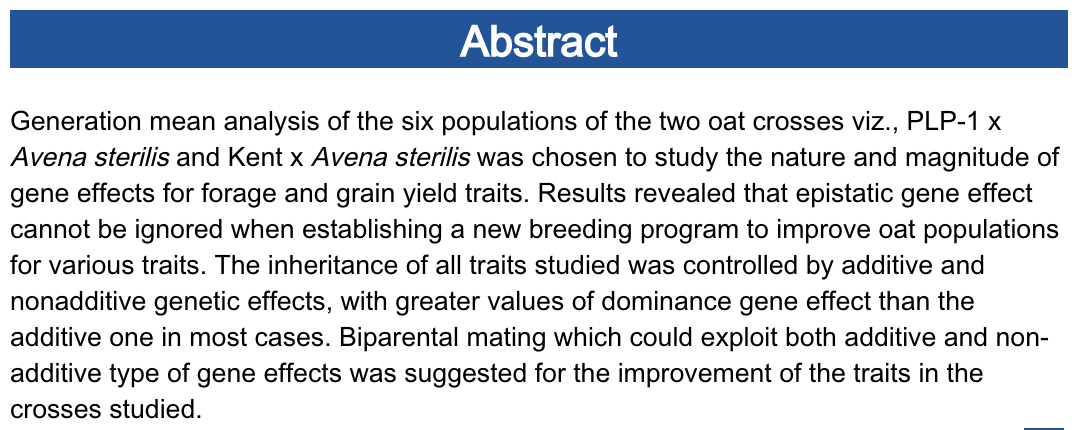 Abstract
Generation mean analysis of the six populations of the two oat crosses viz., PLP-1 x
Avena sterilis and Kent x Avena sterilis was chosen to study the nature and magnitude of
gene effects for forage and grain yield traits. Results revealed that epistatic gene effect
cannot be ignored when establishing a new breeding program to improve oat populations
for various traits. The inheritance of all traits studied was controlled by additive and
nonadditive genetic effects, with greater values of dominance gene effect than the
additive one in most cases. Biparental mating which could exploit both additive and non-
additive type of gene effects was suggested for the improvement of the traits in the
crosses studied.